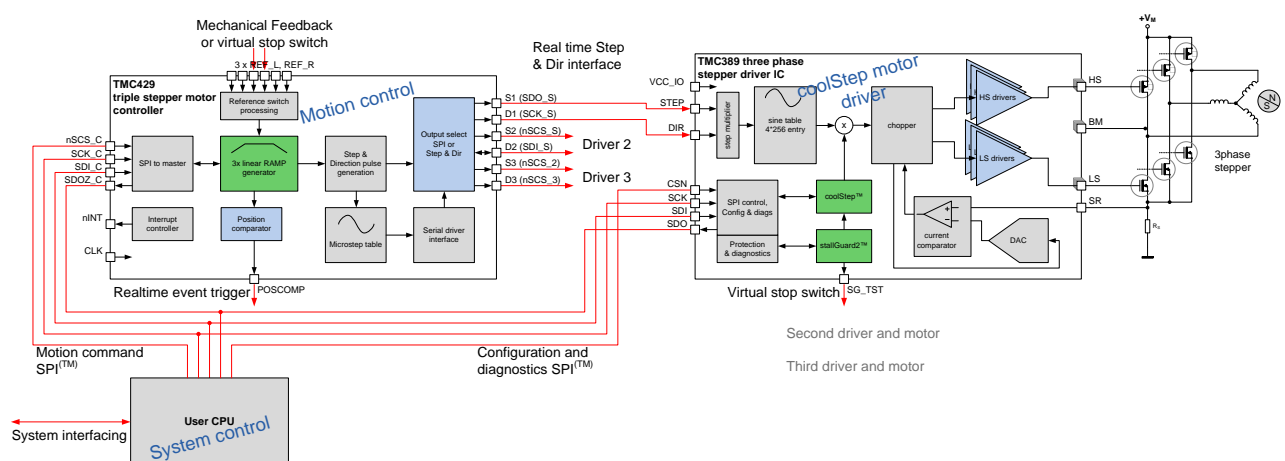 Mechanical Feedback
or virtual stop switch
TMC429
triple stepper motor
controller
3 x REF_L, REF_R
Reference switch
processing
Motion control
nSCS_C
SCK_C
SDI_C
SDOZ_C
nINT
CLK
SPI to master
3x linear RAMP
generator
Step &
Direction pulse
generation
Output select
SPI or
Step & Dir
Interrupt
controller
Position
comparator
Microstep table
Serial driver
interface
S1 (SDO_S)
D1 (SCK_S)
S2 (nSCS_S)
D2 (SDI_S)
S3 (nSCS_2)
D3 (nSCS_3)
Real time Step
& Dir interface
Driver 2
Driver 3
Realtime event trigger
POSCOMP
TMC389 three phase
stepper driver IC
coolStep motor
driver
VCC_IO
STEP
DIR
CSN
SCK
SDI
SDO
step multiplier
sine table
4*256 entry
x
chopper
HS drivers
LS drivers
SPI control,
Config & diags
Protection
& diagnostics
coolStep™
stallGuard2™
current
comparator
DAC
HS
BM
LS
SR
+VM
RS
N
S
3phase
stepper
Virtual stop switch
SG_TST
Second driver and motor
Third driver and motor
Motion command
SPI(TM)
Configuration and
diagnostics SPI(TM)
User CPU
System control
System interfacing